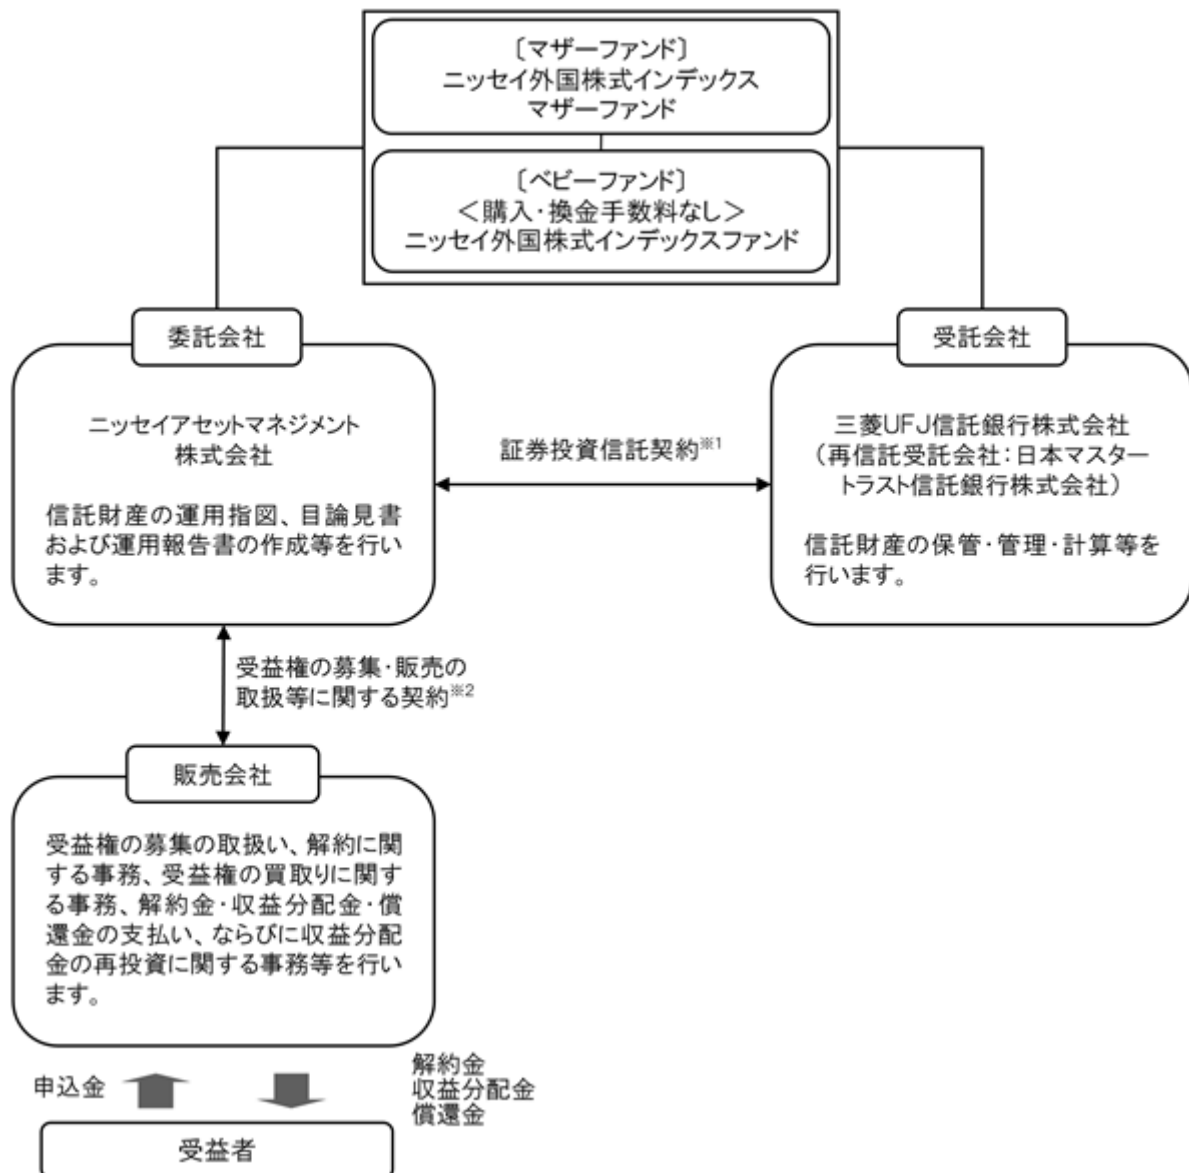 〔マザーファンド〕
ニッセイ外国株式インデックス
マザーファンド
〔ベビーファンド〕
＜購入・換金手数料なし＞
ニッセイ外国株式インデックスファンド
委託会社
ニッセイアセットマネジメント
株式会社
信託財産の運用指図、目論見書
および運用報告書の作成等を行い
ます。
証券投資信託契約※1
受託会社
三菱UFJ信託銀行株式会社
（再信託受託会社：日本マスター
トラスト信託銀行株式会社）
信託財産の保管・管理・計算等を
行います。
受益権の募集・販売の
取扱等に関する契約※2
販売会社
受益権の募集の取扱い、解約に関
する事務、受益権の買取りに関す
る事務、解約金・収益分配金・償
還金の支払い、ならびに収益分配
金の再投資に関する事務等を行い
ます。
申込金
解約金
収益分配金
償還金
受益者